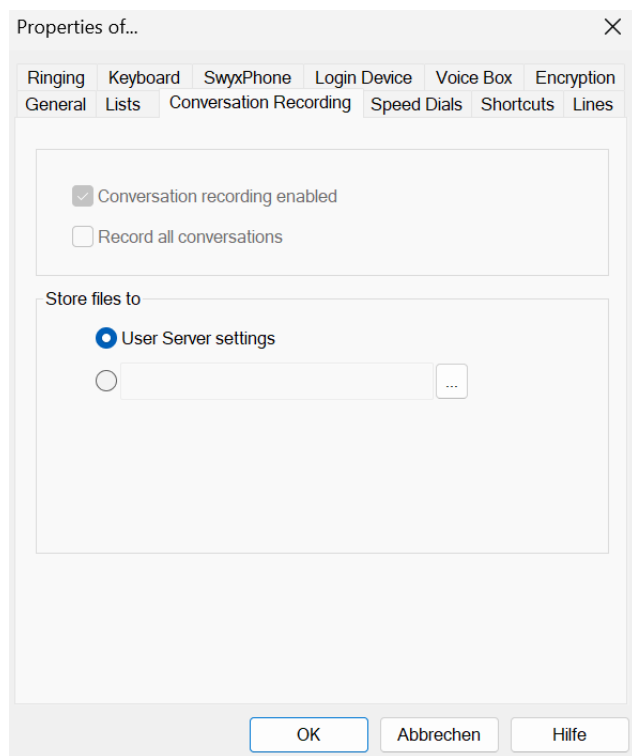 Properties of...
Ringing Keyboard SwyxPhone Login Device Voice Box Encryption
General Lists Conversation Recording Speed Dials Shortcuts Lines
Conversation recording enabled
Record all conversations
Store files to
User Server settings
...
OK Abbrechen Hilfe